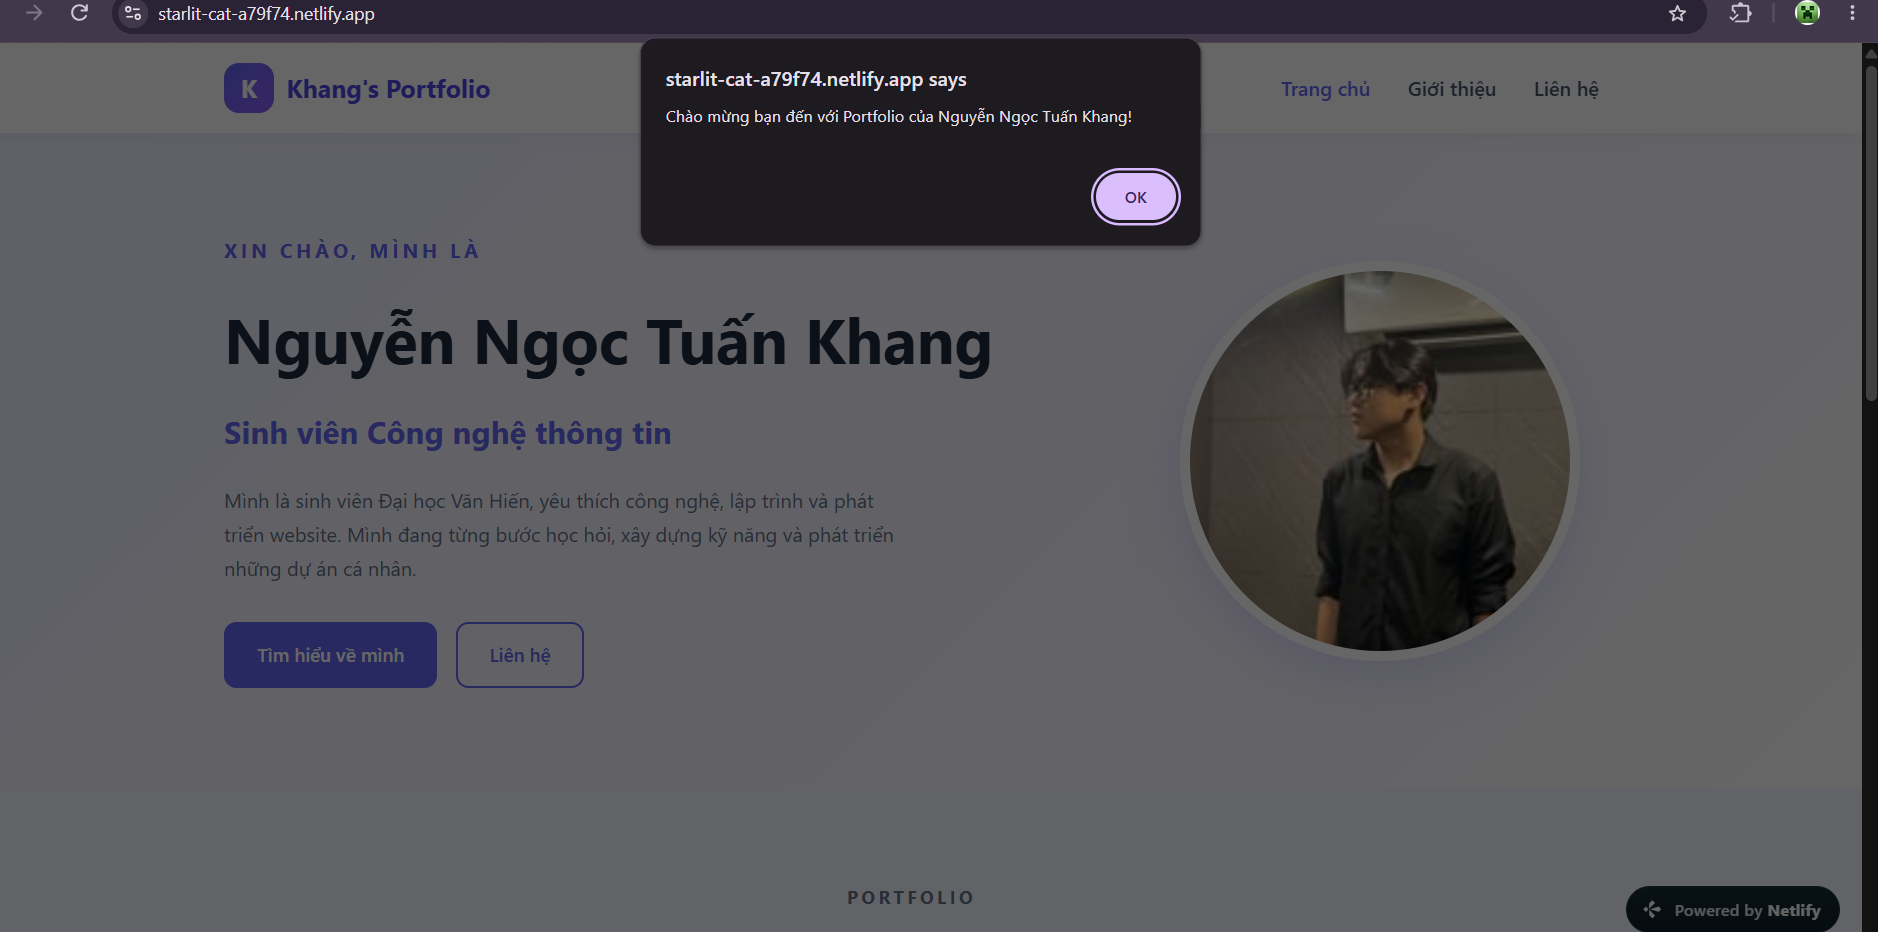 starlit-cat-a79f74.netlify.app
starlit-cat-a79f74.netlify.app says
Chào mừng bạn đến với Portfolio của Nguyễn Ngọc Tuấn Khang!
OK
K
Khang's Portfolio
Trang chủ
Giới thiệu
Liên hệ
XIN CHÀO, MÌNH LÀ
Nguyễn Ngọc Tuấn Khang
Sinh viên Công nghệ thông tin
Mình là sinh viên Đại học Văn Hiến, yêu thích công nghệ, lập trình và phát
triển website. Mình đang từng bước học hỏi, xây dựng kỹ năng và phát triển
những dự án cá nhân.
Tìm hiểu về mình
Liên hệ
PORTFOLIO
Powered by Netlify